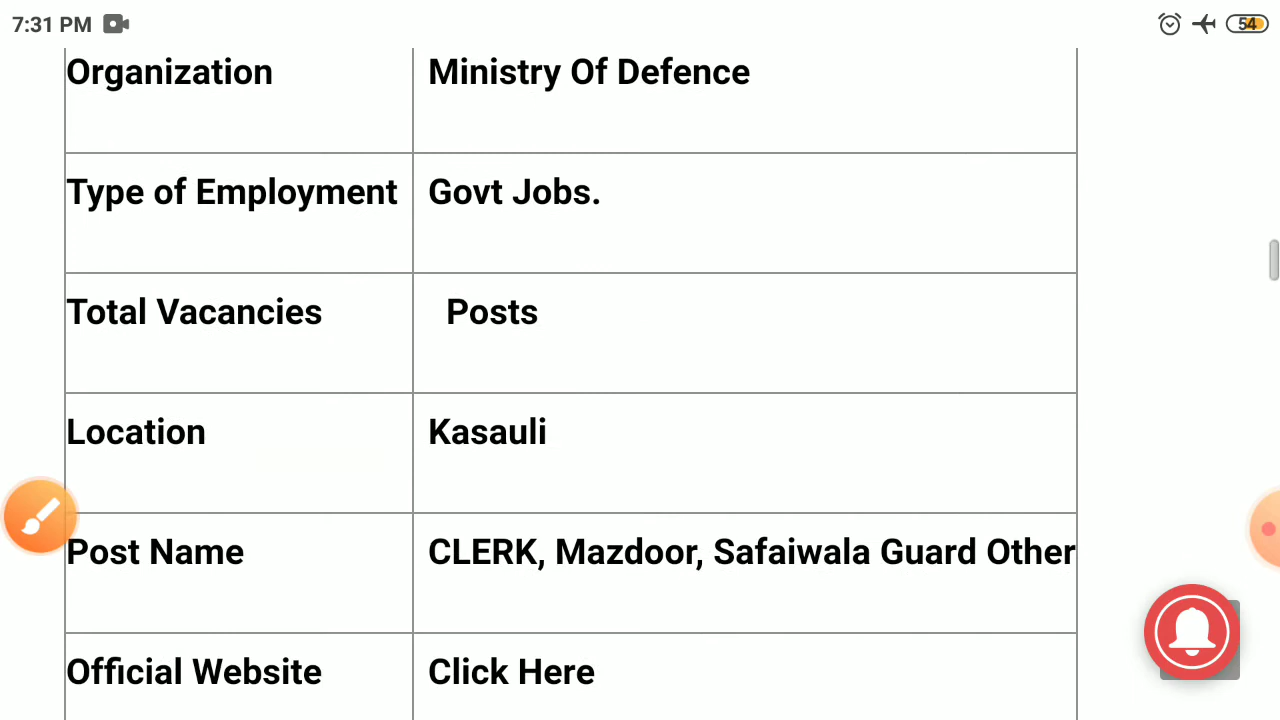 7:31 PM 54
Organization Ministry Of Defence
Type of Employment Govt Jobs.
Total Vacancies Posts
Location Kasauli
Post Name CLERK, Mazdoor, Safaiwala Guard Other
Official Website Click Here